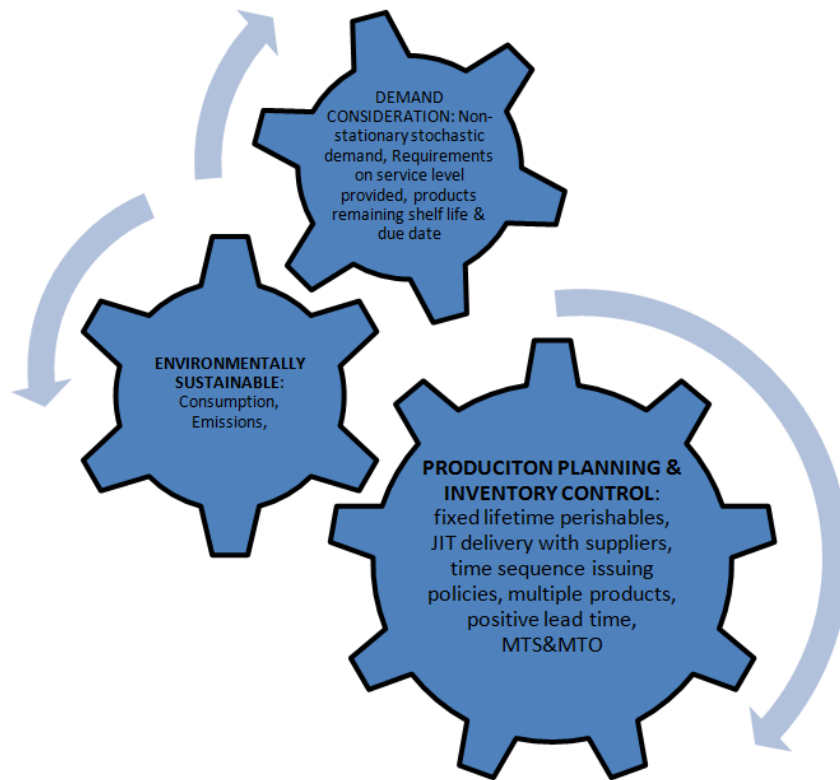 DEMAND
CONSIDERATION: Non-
stationary stochastic
demand, Requirements
on service level
provided, products
remaining shelf life &
due date
ENVIRONMENTALLY
SUSTAINABLE:
Consumption,
Emissions,
PRODUCITON PLANNING &
INVENTORY CONTROL:
fixed lifetime perishables,
JIT delivery with suppliers,
time sequence issuing
policies, multiple products,
positive lead time,
MTS&MTO